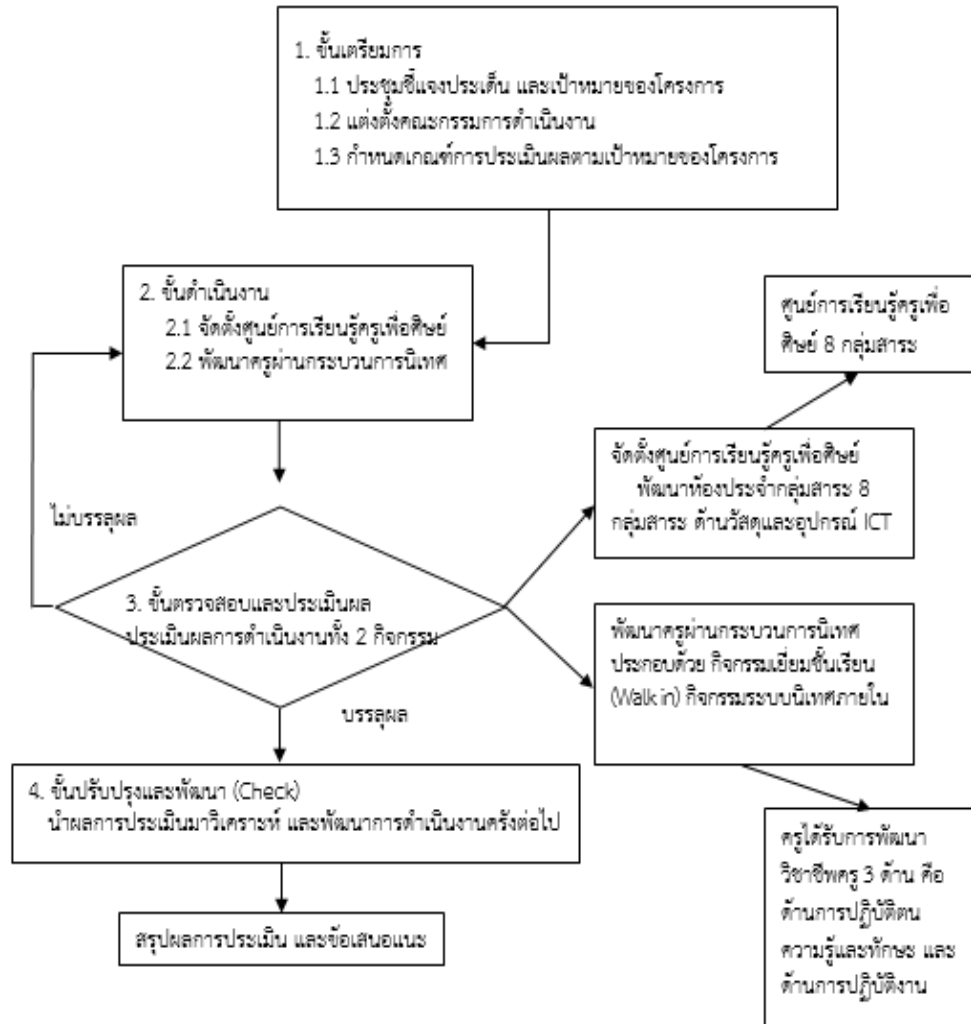 1. ขั้นเตรียมการ
1.1 ประชุมชี้แจงประเด็น และเป้าหมายของโครงการ
1.2 แต่งตั้งคณะกรรมการดำเนินงาน
1.3 กำหนดเกณฑ์การประเมินผลตามเป้าหมายของโครงการ
2. ขั้นดำเนินงาน
2.1 จัดตั้งศูนย์การเรียนรู้ครูเพื่อศิษย์
2.2 พัฒนาครูผ่านกระบวนการนิเทศ
ศูนย์การเรียนรู้ครูเพื่อ
ศิษย์ 8 กลุ่มสาระ
จัดตั้งศูนย์การเรียนรู้ครูเพื่อศิษย์
พัฒนาห้องประจำกลุ่มสาระ 8
กลุ่มสาระ ด้านวัสดุและอุปกรณ์ ICT
ไม่บรรลุผล
3. ขั้นตรวจสอบและประเมินผล
ประเมินผลการดำเนินงานทั้ง 2 กิจกรรม
พัฒนาครูผ่านกระบวนการนิเทศ
ประกอบด้วย กิจกรรมเยี่ยมชั้นเรียน
(Walk in) กิจกรรมระบบนิเทศภายใน
บรรลุผล
4. ขั้นปรับปรุงและพัฒนา (Check)
นำผลการประเมินมาวิเคราะห์ และพัฒนาการดำเนินงานครั้งต่อไป
ครูได้รับการพัฒนา
วิชาชีพครู 3 ด้าน คือ
ด้านการปฏิบัติตน
ความรู้และทักษะ และ
ด้านการปฏิบัติงาน
สรุปผลการประเมิน และข้อเสนอแนะ